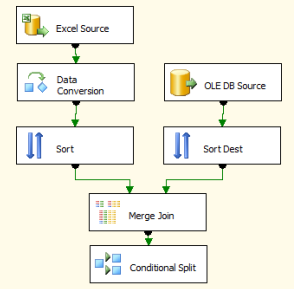 Excel Source
Data
Conversion
OLE DB Source
Sort
Sort Dest
Merge Join
Conditional Split